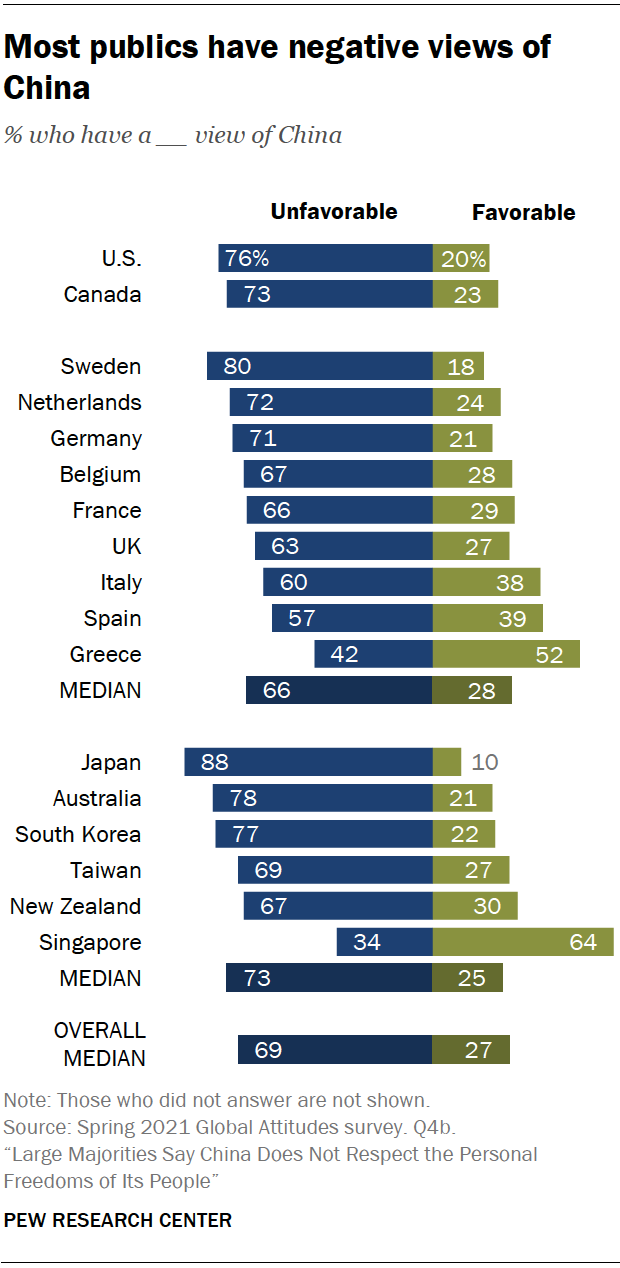 Most publics have negative views of
China
% who have a __ view of China
Unfavorable Favorable
U.S. 76% 20%
Canada 73 23
Sweden 80 18
Netherlands 72 24
Germany 71 21
Belgium 67 28
France 66 29
UK 63 27
Italy 60 38
Spain 57 39
Greece 42 52
MEDIAN 66 28
Japan 88 10
Australia 78 21
South Korea 77 22
Taiwan 69 27
New Zealand 67 30
Singapore 34 64
MEDIAN 73 25
OVERALL
MEDIAN 69 27
Note: Those who did not answer are not shown.
Source: Spring 2021 Global Attitudes survey. Q4b.
“Large Majorities Say China Does Not Respect the Personal
Freedoms of Its People”
PEW RESEARCH CENTER